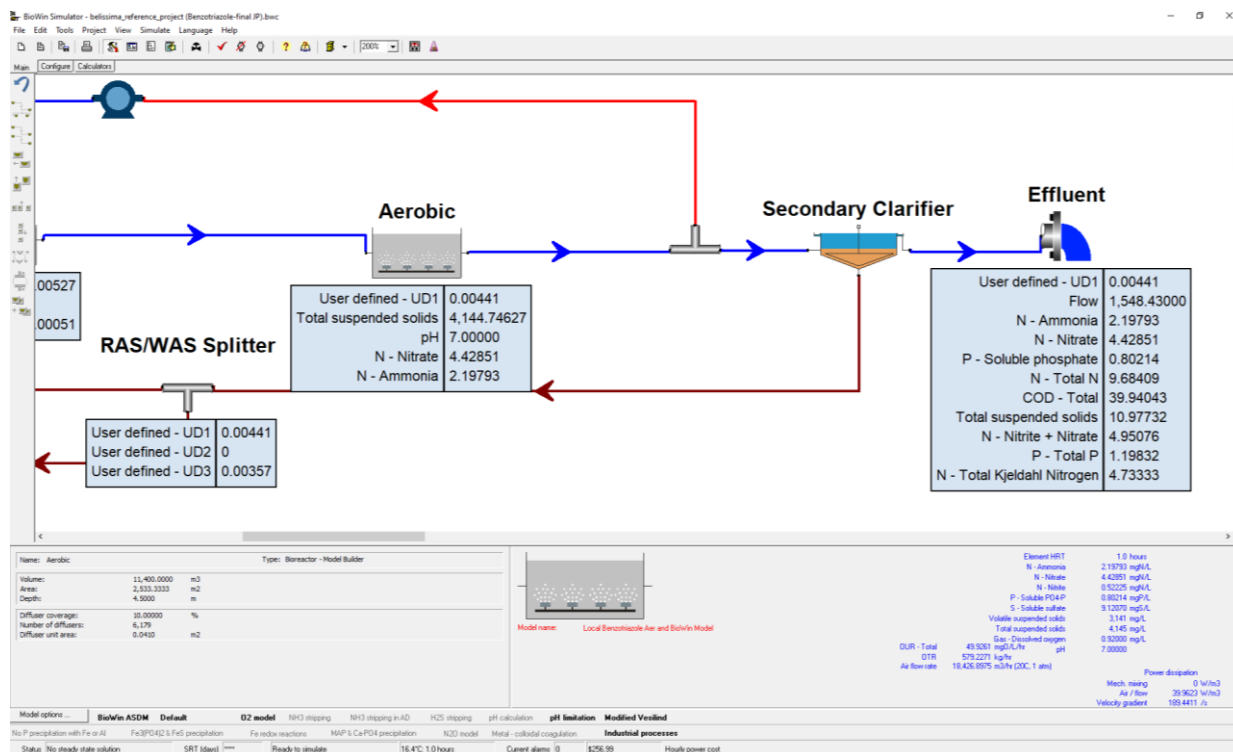 BioWin Simulator - belissima_reference_project (Benzotriazole-final JP).bwc
File Edit Tools Project View Simulate Language Help
200%
Main Configure Calculators
Aerobic
Secondary Clarifier
Effluent
.00527
.00051
RAS/WAS Splitter
User defined - UD1 0.00441
Total suspended solids 4,144.74627
pH 7.00000
N - Nitrate 4.42851
N - Ammonia 2.19793
User defined - UD1 0.00441
Flow 1,548.43000
N - Ammonia 2.19793
N - Nitrate 4.42851
P - Soluble phosphate 0.80214
N - Total N 9.68409
COD - Total 39.94043
Total suspended solids 10.97732
N - Nitrite + Nitrate 4.95076
P - Total P 1.19832
N - Total Kjeldahl Nitrogen 4.73333
User defined - UD1 0.00441
User defined - UD2 0
User defined - UD3 0.00357
Name: Aerobic Type: Bioreactor - Model Builder
Volume: 11,400.0000 m3
Area: 2,533.3333 m2
Depth: 4.5000 m
Diffuser coverage: 10.00000 %
Number of diffusers: 6,179
Diffuser unit area: 0.0410 m2
Model name: Local Benzotriazole Aer and BioWin Model
Element HRT 1.0 hours
N - Ammonia 2.19793 mgN/L
N - Nitrate 4.42851 mgN/L
N - Nitrite 0.52225 mgN/L
P - Soluble PO4-P 0.80214 mgP/L
S - Soluble sulfate 9.12070 mgS/L
Volatile suspended solids 3,141 mg/L
Total suspended solids 4,145 mg/L
Gas - Dissolved oxygen 0.92000 mg/L
OUR - Total 49.9261 mgO/L/hr pH 7.00000
OTR 579.2271 kg/hr
Air flow rate 18,426.8975 m3/hr (20C, 1 atm)
Power dissipation
Mech. mixing 0 W/m3
Air / flow 39.9623 W/m3
Velocity gradient 189.4411 /s
Model options ... BioWin ASDM Default O2 model NH3 stripping NH3 stripping in AD H2S stripping pH calculation pH limitation Modified Vesilind
No P precipitation with Fe or Al Fe3(PO4)2 & FeS precipitation Fe redox reactions MAP & Ca-PO4 precipitation N2O model Metal - colloidal coagulation Industrial processes
Status No steady state solution SRT (days) **** Ready to simulate 16.4°C; 1.0 hours Current alarms 0 $256.99 Hourly power cost